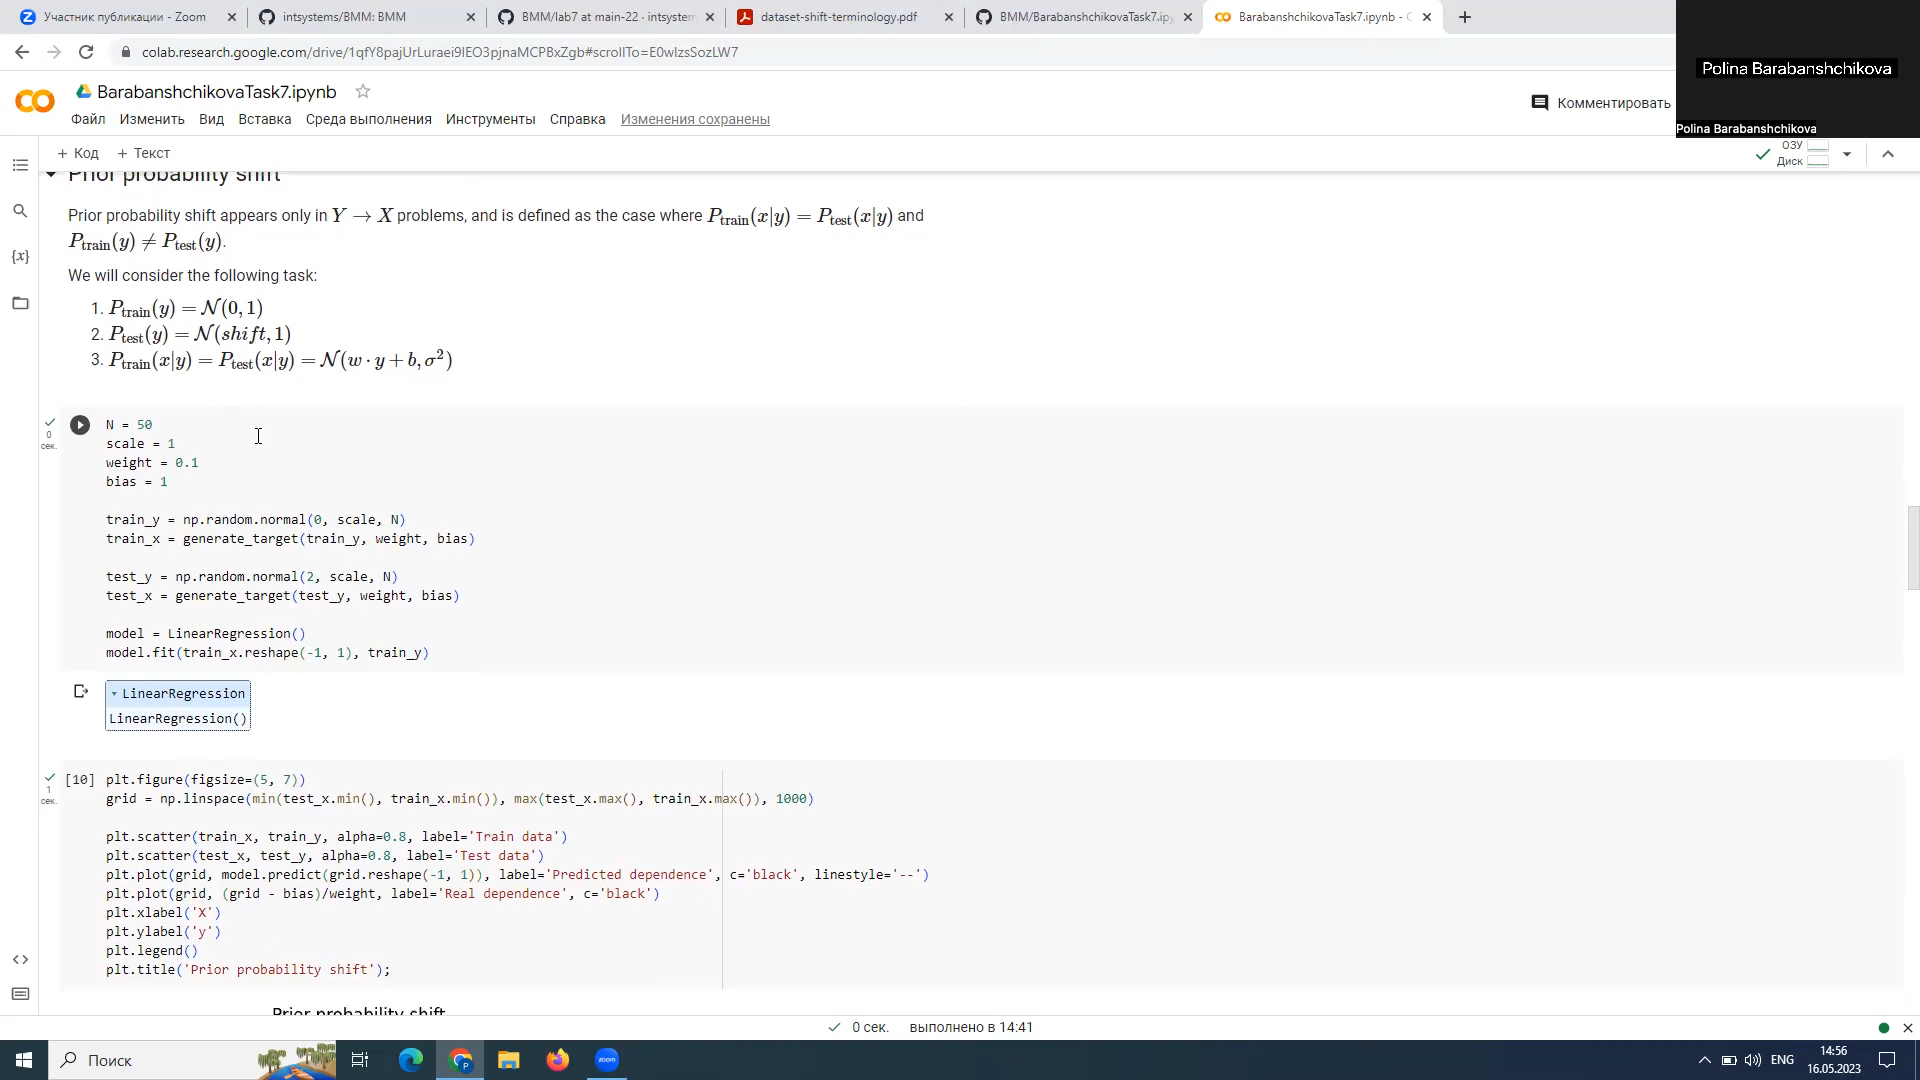 Участник публикации - Zoom
intsystems/BMM: BMM
BMM/lab7 at main-22 · intsystem
dataset-shift-terminology.pdf
BMM/BarabanshchikovaTask7.ipy
BarabanshchikovaTask7.ipynb - C
colab.research.google.com/drive/1qfY8pajUrLuraei9lEO3pjnaMCPBxZgb#scrollTo=E0wIzsSozLW7
Polina Barabanshchikova
Polina Barabanshchikova
BarabanshchikovaTask7.ipynb
Файл Изменить Вид Вставка Среда выполнения Инструменты Справка Изменения сохранены
Комментировать
+ Код + Текст
ОЗУ
Диск
Prior probability shift
Prior probability shift appears only in Y → X problems, and is defined as the case where P_train(x|y) = P_test(x|y) and
P_train(y) ≠ P_test(y).
We will consider the following task:
1. P_train(y) = 𝒩(0, 1)
2. P_test(y) = 𝒩(shift, 1)
3. P_train(x|y) = P_test(x|y) = 𝒩(w · y + b, σ²)
{x}
0
сек.
N = 50
scale = 1
weight = 0.1
bias = 1
train_y = np.random.normal(0, scale, N)
train_x = generate_target(train_y, weight, bias)
test_y = np.random.normal(2, scale, N)
test_x = generate_target(test_y, weight, bias)
model = LinearRegression()
model.fit(train_x.reshape(-1, 1), train_y)
LinearRegression
LinearRegression()
1
сек.
[10] plt.figure(figsize=(5, 7))
grid = np.linspace(min(test_x.min(), train_x.min()), max(test_x.max(), train_x.max()), 1000)
plt.scatter(train_x, train_y, alpha=0.8, label='Train data')
plt.scatter(test_x, test_y, alpha=0.8, label='Test data')
plt.plot(grid, model.predict(grid.reshape(-1, 1)), label='Predicted dependence', c='black', linestyle='--')
plt.plot(grid, (grid - bias)/weight, label='Real dependence', c='black')
plt.xlabel('X')
plt.ylabel('y')
plt.legend()
plt.title('Prior probability shift');
Prior probability shift
0 сек. выполнено в 14:41
Поиск
zoom
ENG
14:56
16.05.2023